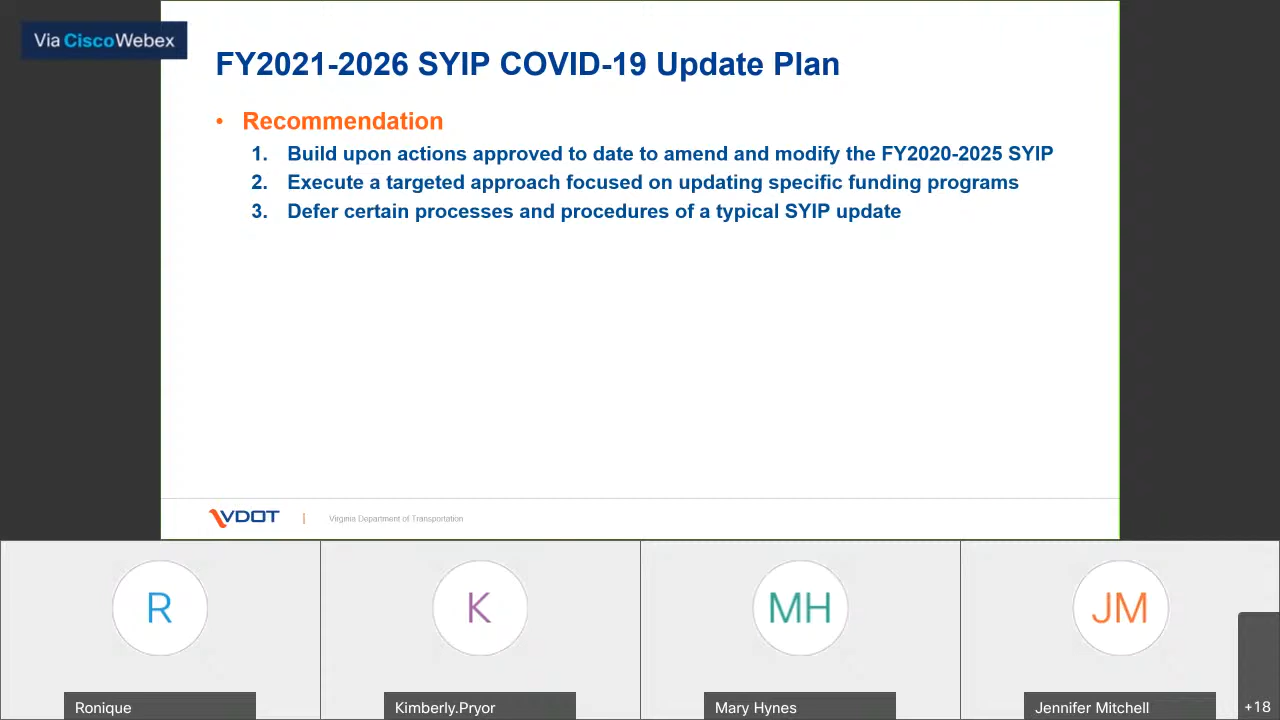 Via CiscoWebex
FY2021-2026 SYIP COVID-19 Update Plan
• Recommendation
1. Build upon actions approved to date to amend and modify the FY2020-2025 SYIP
2. Execute a targeted approach focused on updating specific funding programs
3. Defer certain processes and procedures of a typical SYIP update
VDOT | Virginia Department of Transportation
R K MH JM
Ronique Kimberly.Pryor Mary Hynes Jennifer Mitchell +18